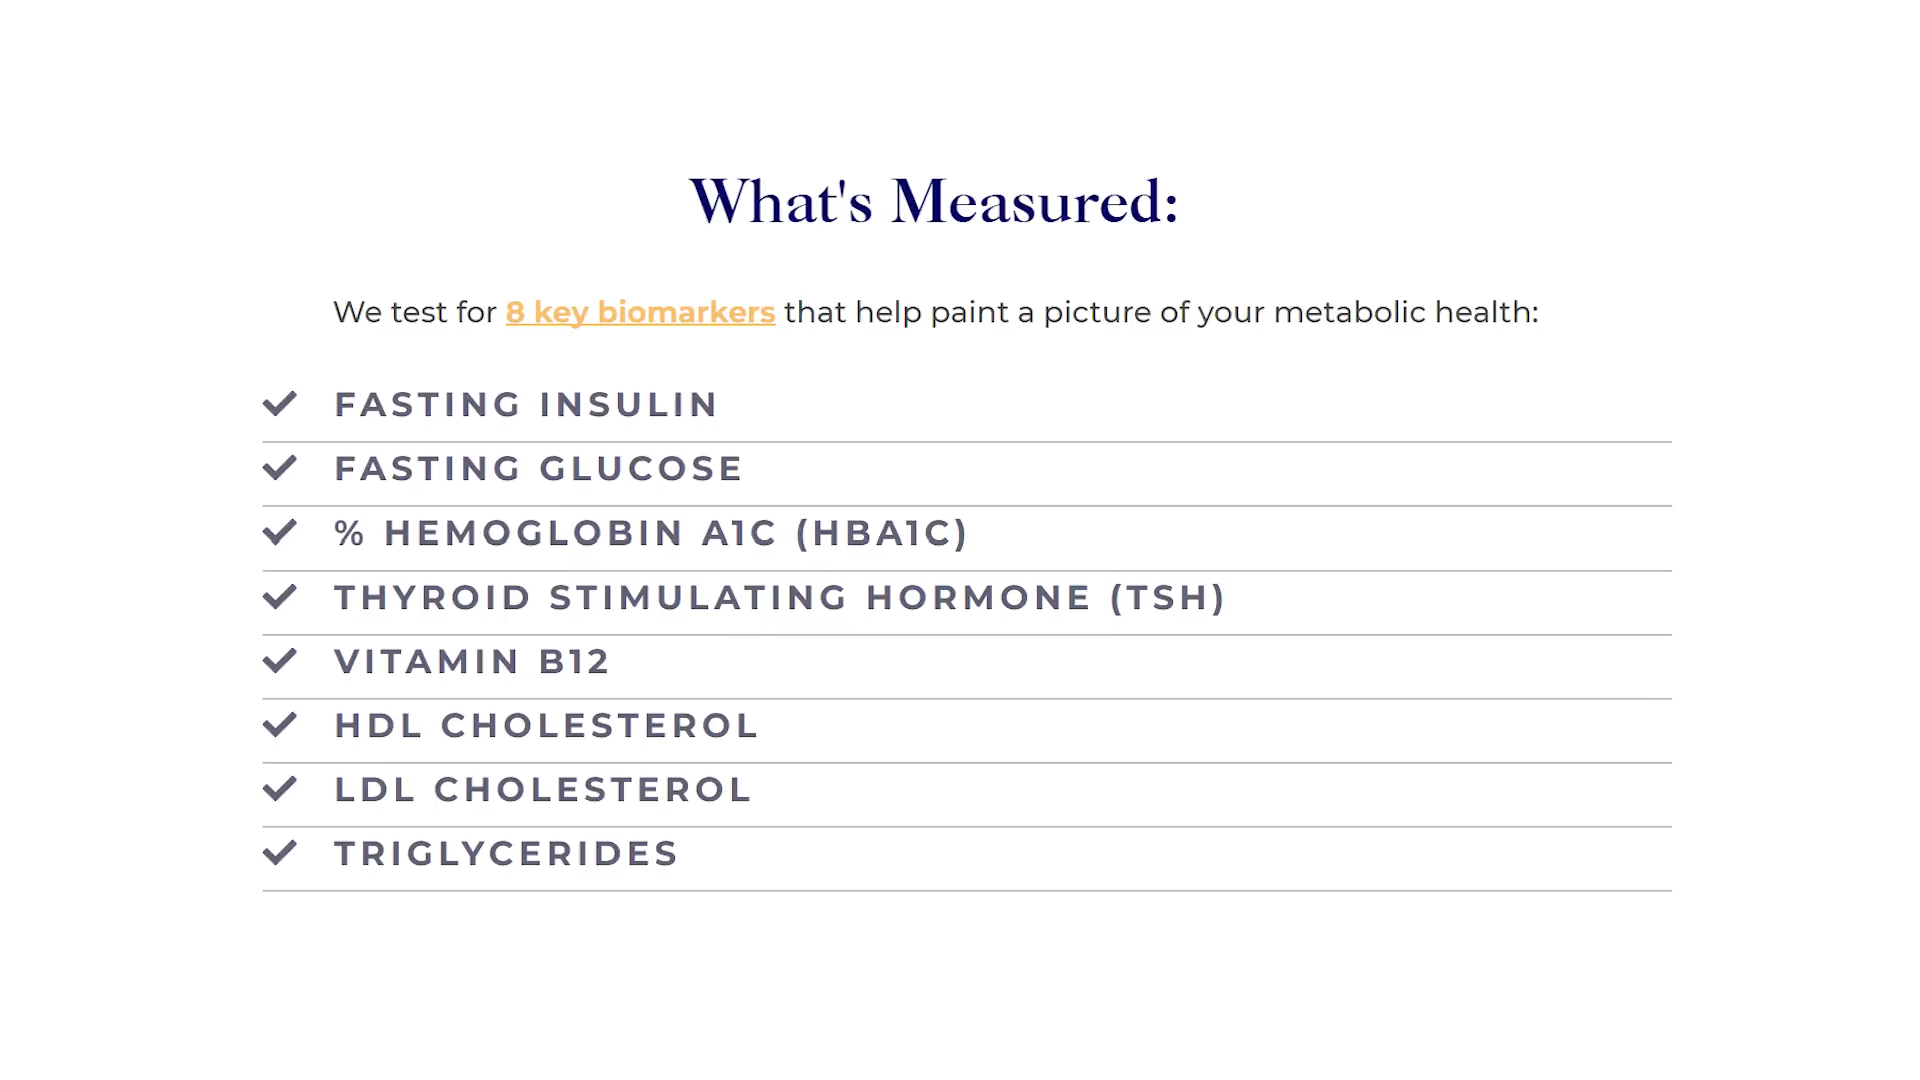 What's Measured:
We test for 8 key biomarkers that help paint a picture of your metabolic health:
FASTING INSULIN
FASTING GLUCOSE
% HEMOGLOBIN A1C (HBA1C)
THYROID STIMULATING HORMONE (TSH)
VITAMIN B12
HDL CHOLESTEROL
LDL CHOLESTEROL
TRIGLYCERIDES